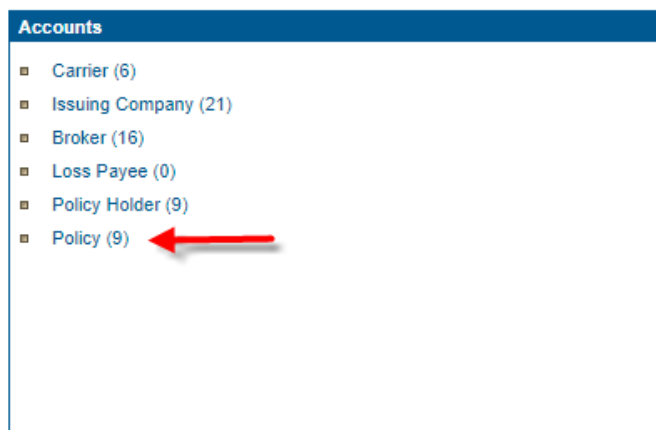 Accounts
Carrier (6)
Issuing Company (21)
Broker (16)
Loss Payee (0)
Policy Holder (9)
Policy (9)